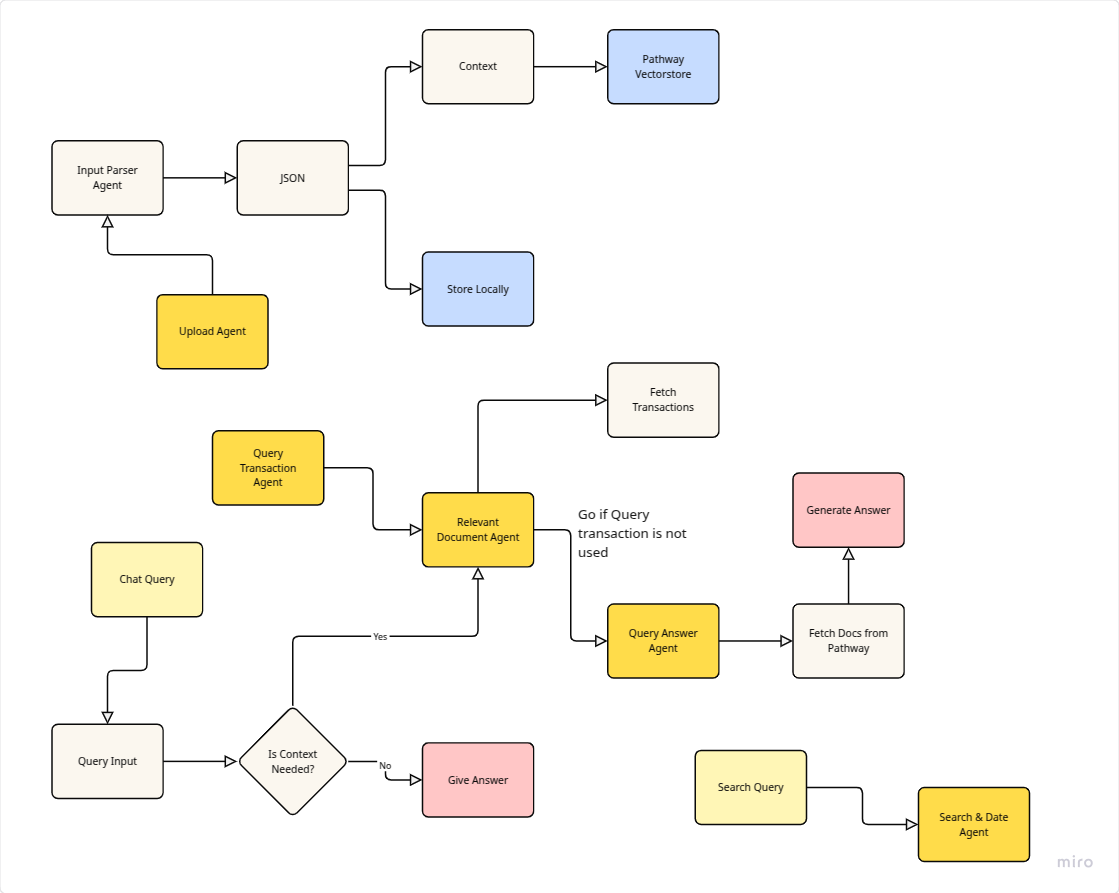 Context
Pathway
Vectorstore
Input Parser
Agent
JSON
Store Locally
Upload Agent
Fetch
Transactions
Query
Transaction
Agent
Relevant
Document Agent
Go if Query
transaction is not
used
Generate Answer
Chat Query
Yes
Query Answer
Agent
Fetch Docs from
Pathway
Query Input
Is Context
Needed?
No
Give Answer
Search Query
Search & Date
Agent
miro